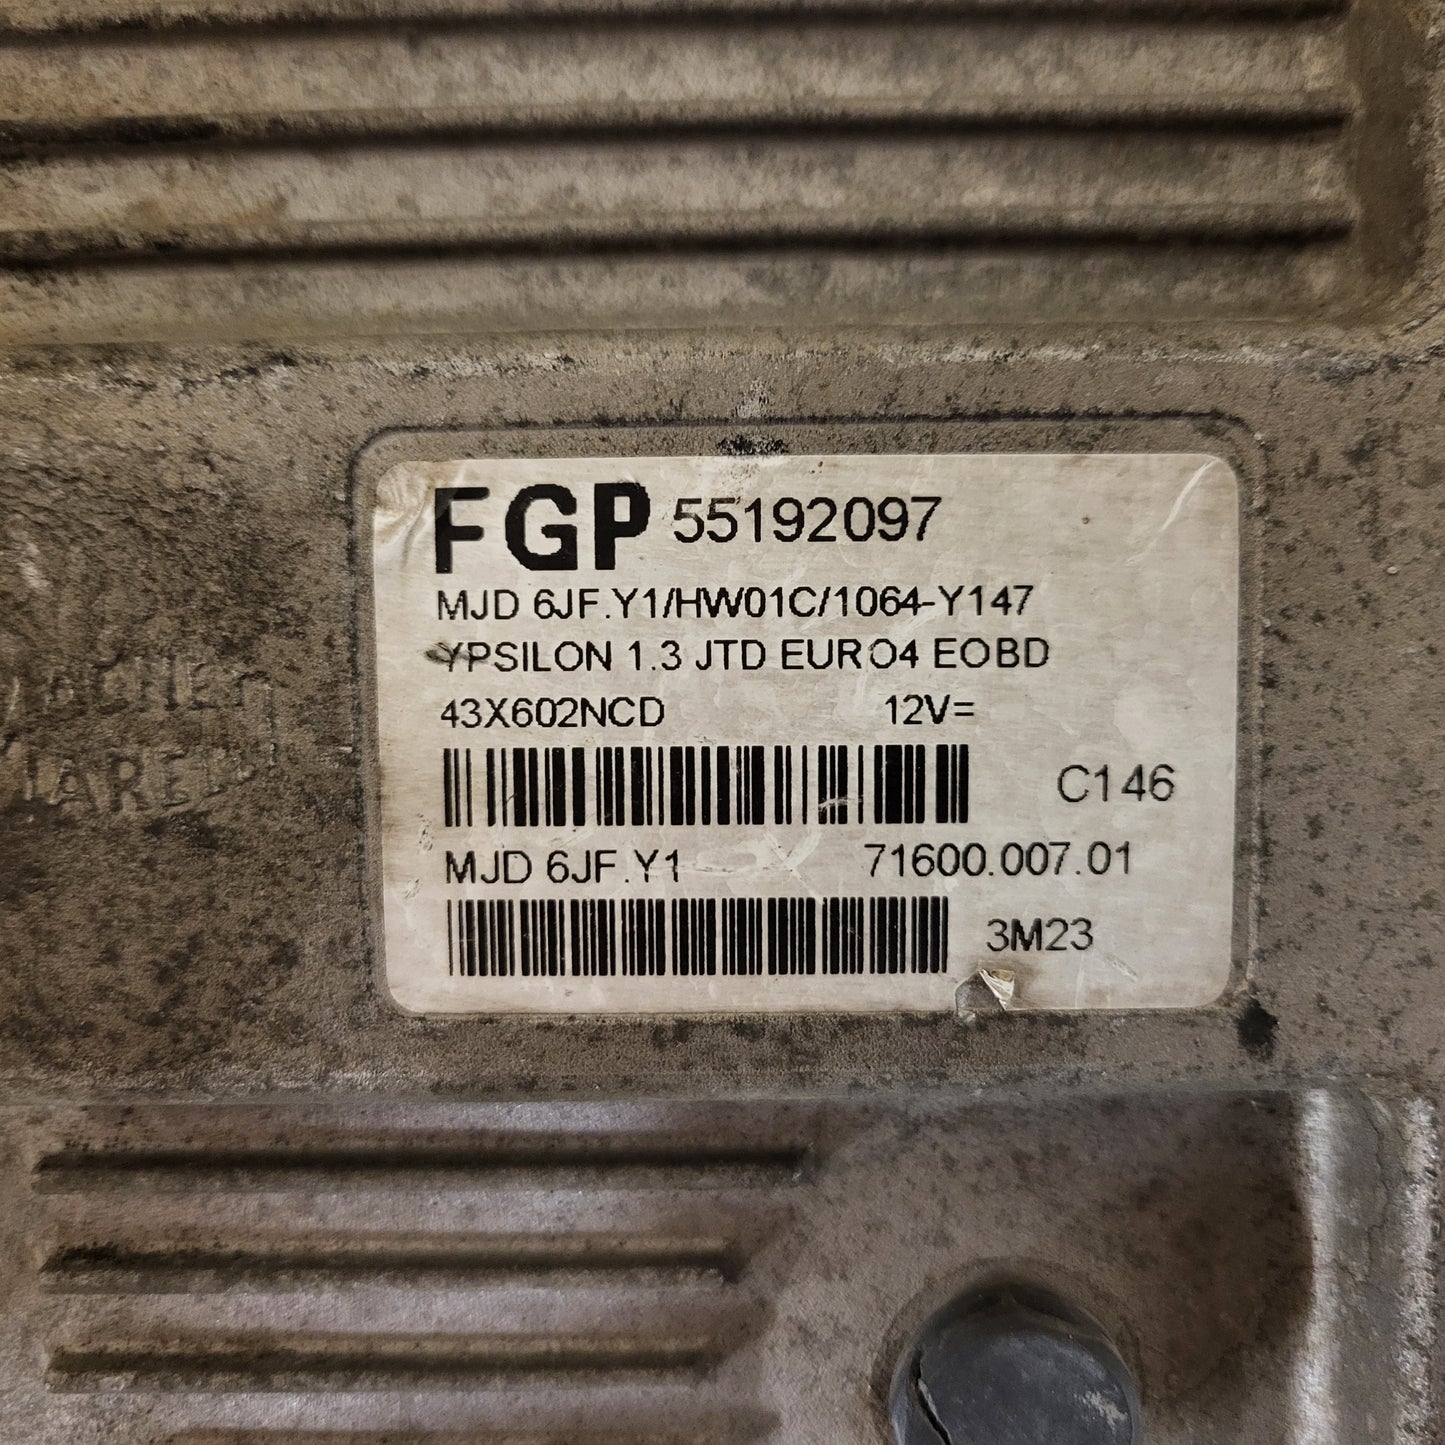 FGP 55192097
MJD 6JF.Y1/HW01C/1064-Y147
YPSILON 1.3 JTD EURO4 EOBD
43X602NCD 12V=
C146
MJD 6JF.Y1 71600.007.01
3M23